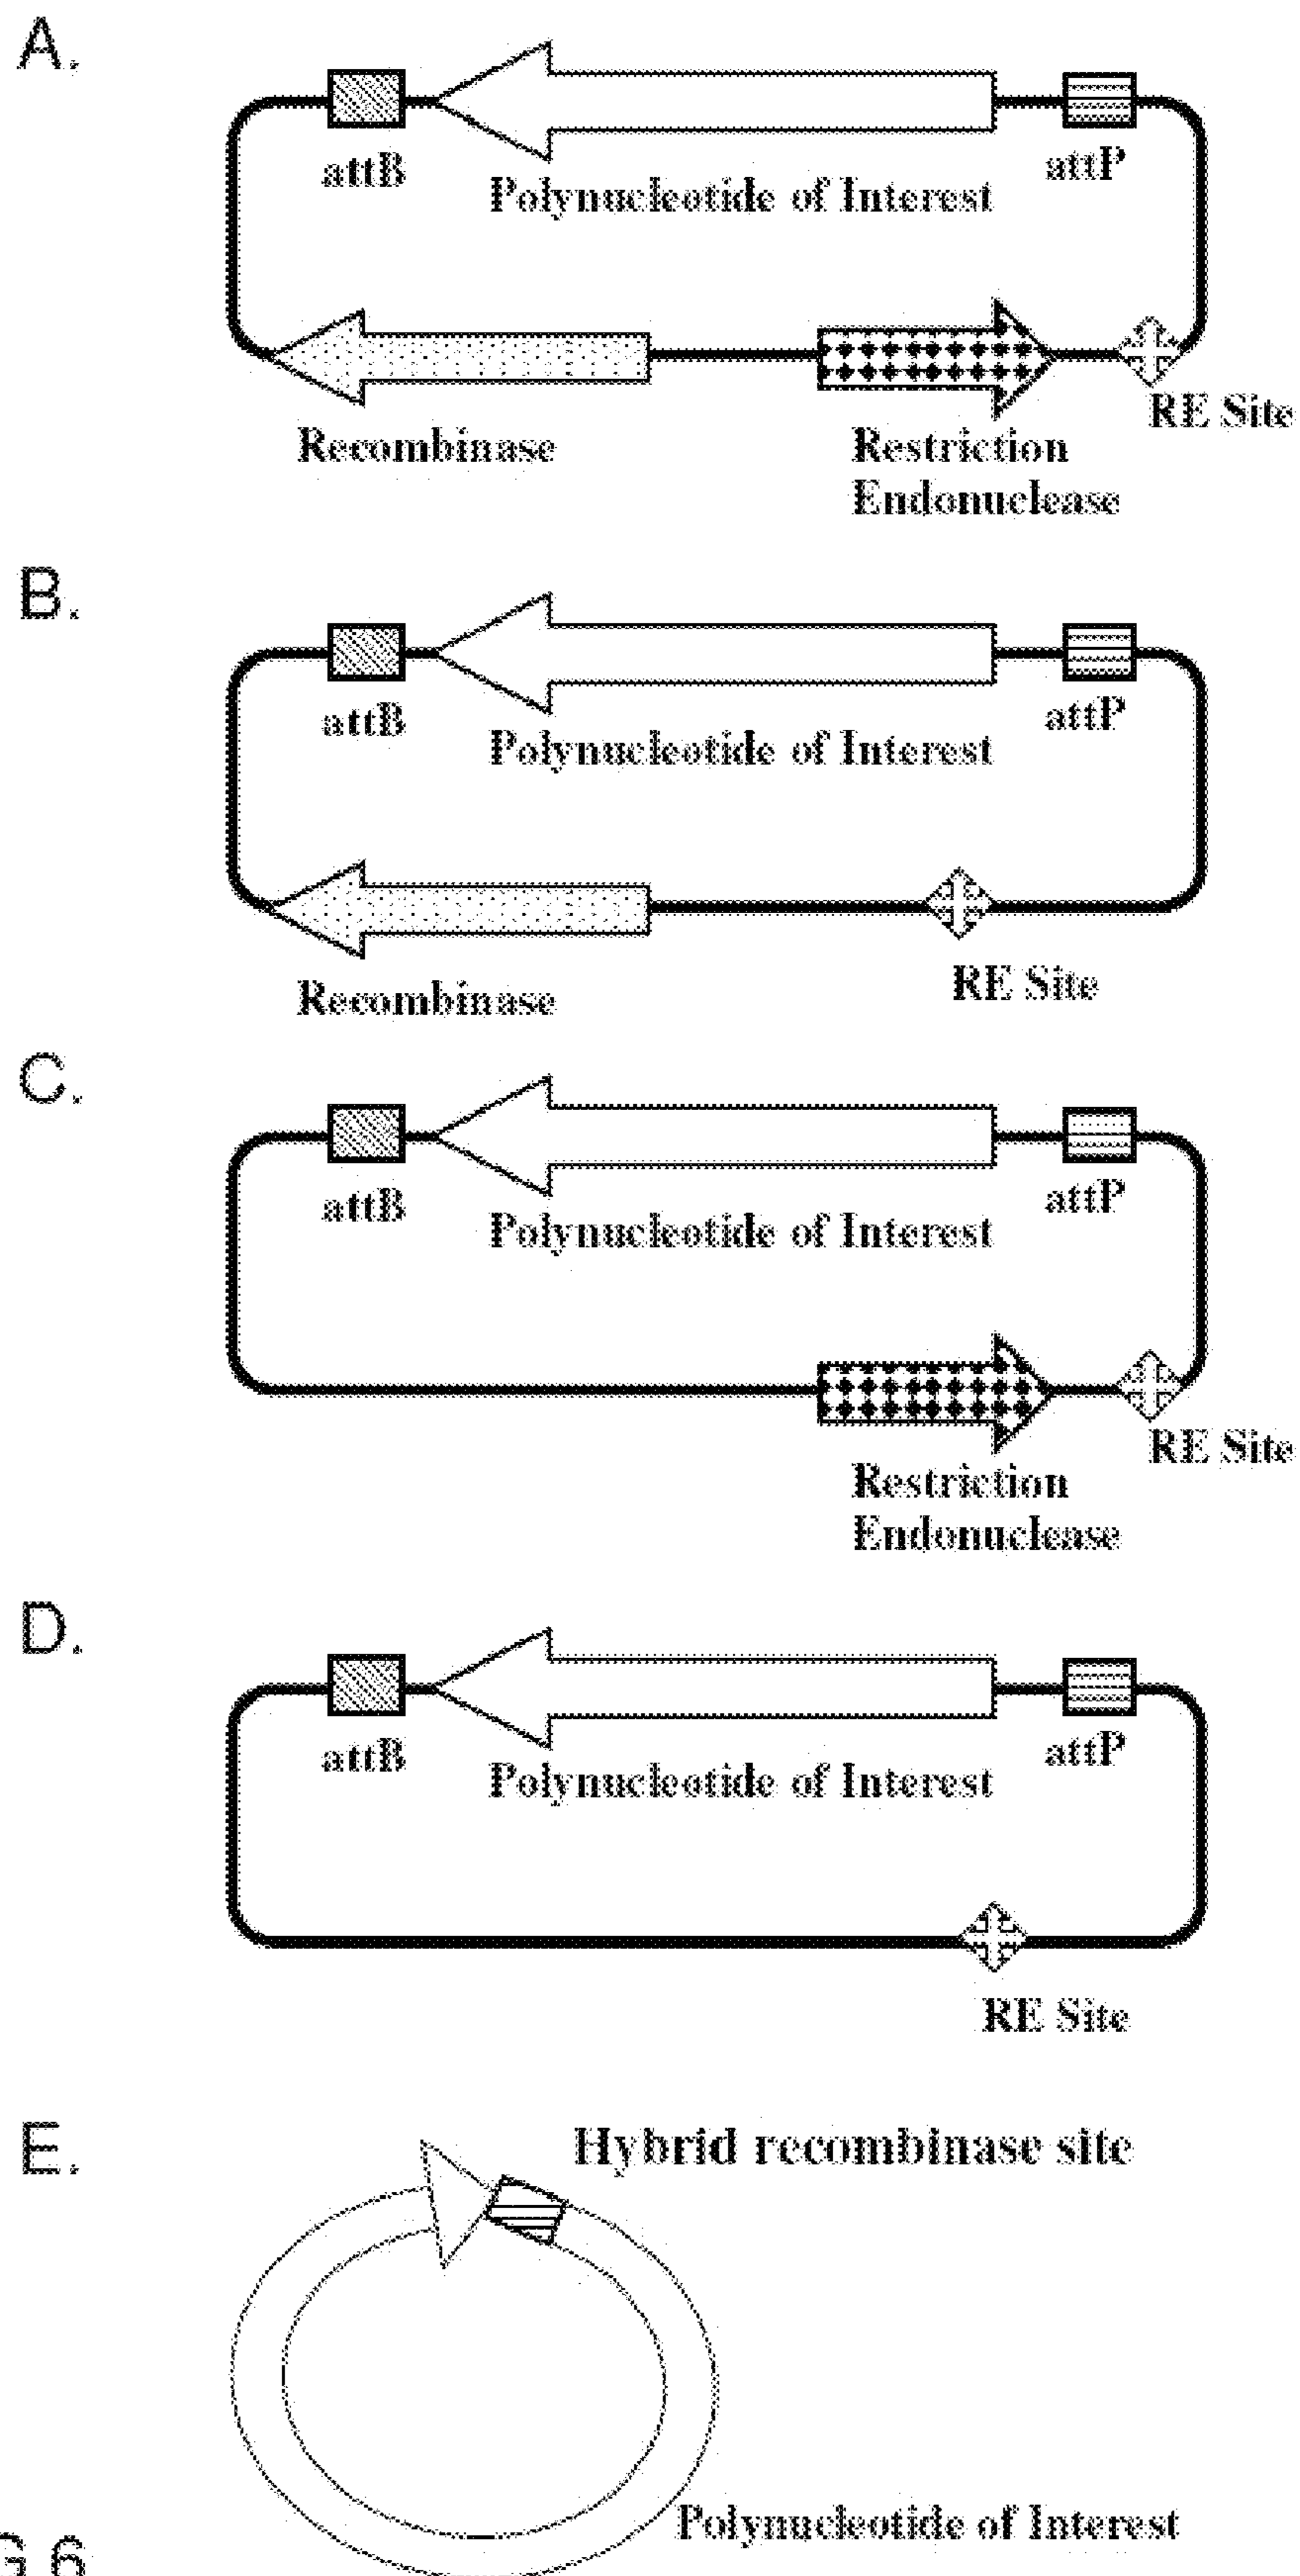 A.
attB
Polynucleotide of Interest
attP
Recombinase
Restriction
Endonuclease
RE Site
B.
attB
Polynucleotide of Interest
attP
Recombinase
RE Site
C.
attB
Polynucleotide of Interest
attP
Restriction
Endonuclease
RE Site
D.
attB
Polynucleotide of Interest
attP
RE Site
E.
Hybrid recombinase site
Polynucleotide of Interest
G.6